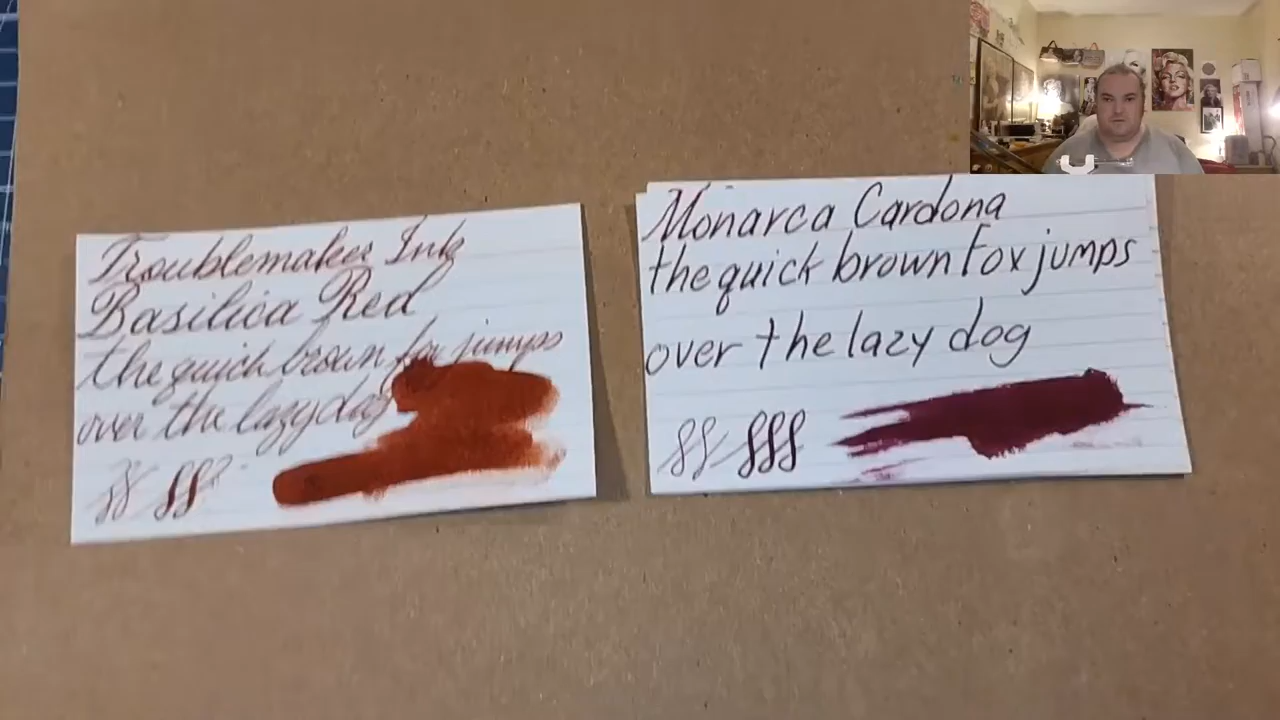 Troublemaker Ink
Basilica Red
the quick brown fox jumps
over the lazy dog
Monarca Cardona
the quick brown fox jumps
over the lazy dog